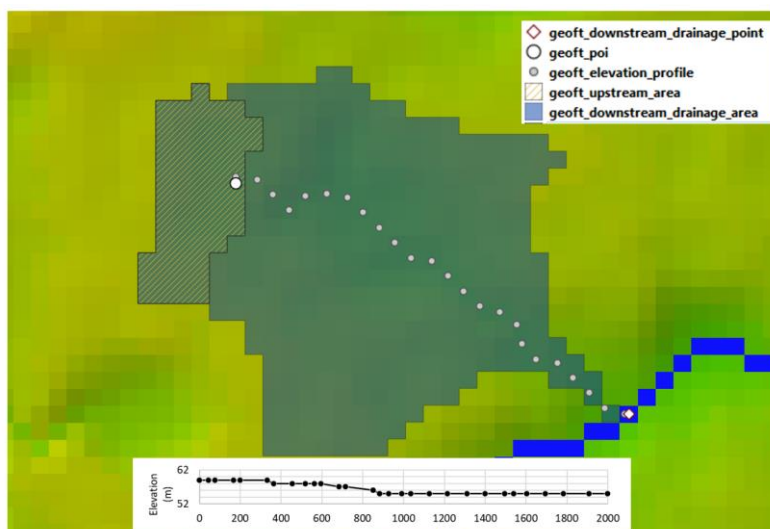 geoft_downstream_drainage_point
geoft_poi
geoft_elevation_profile
geoft_upstream_area
geoft_downstream_drainage_area
Elevation
(m)
62
52
0 200 400 600 800 1000 1200 1400 1600 1800 2000